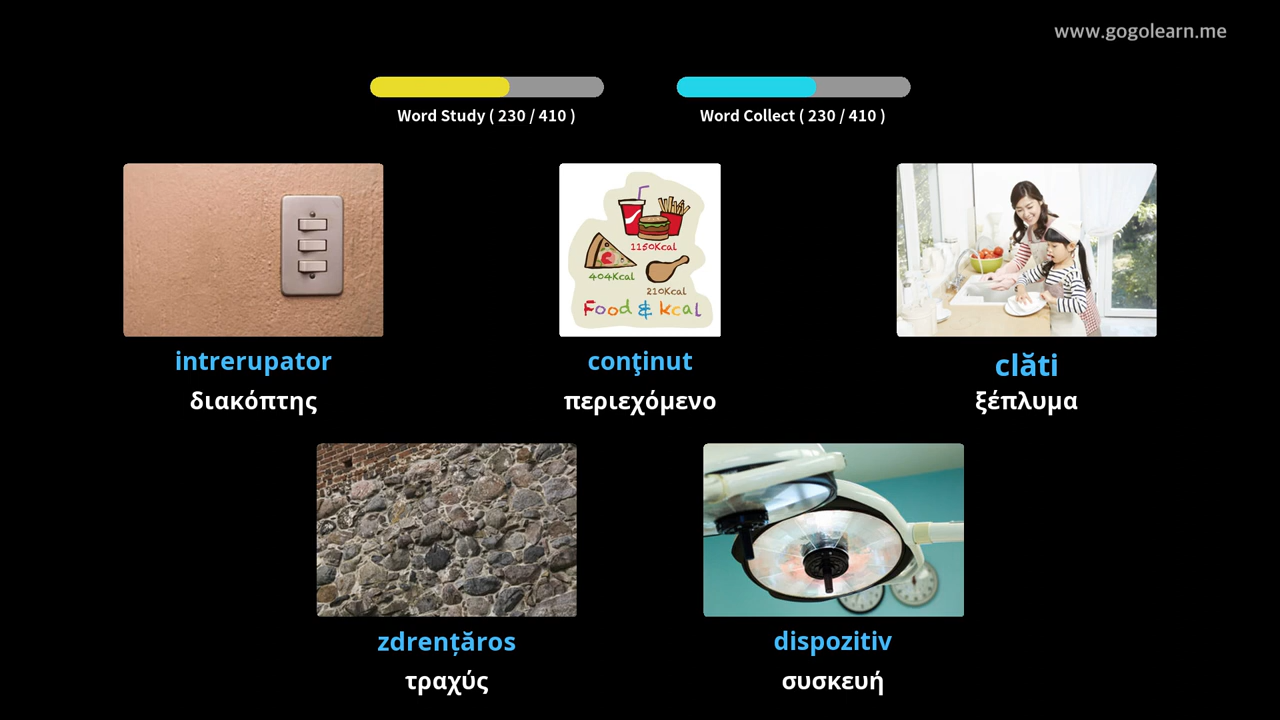 www.gogolearn.me
Word Study ( 230 / 410 )
Word Collect ( 230 / 410 )
1150Kcal
404Kcal
210Kcal
Food & kcal
intrerupator
conţinut
clăti
διακόπτης
περιεχόμενο
ξέπλυμα
zdrențăros
dispozitiv
τραχύς
συσκευή